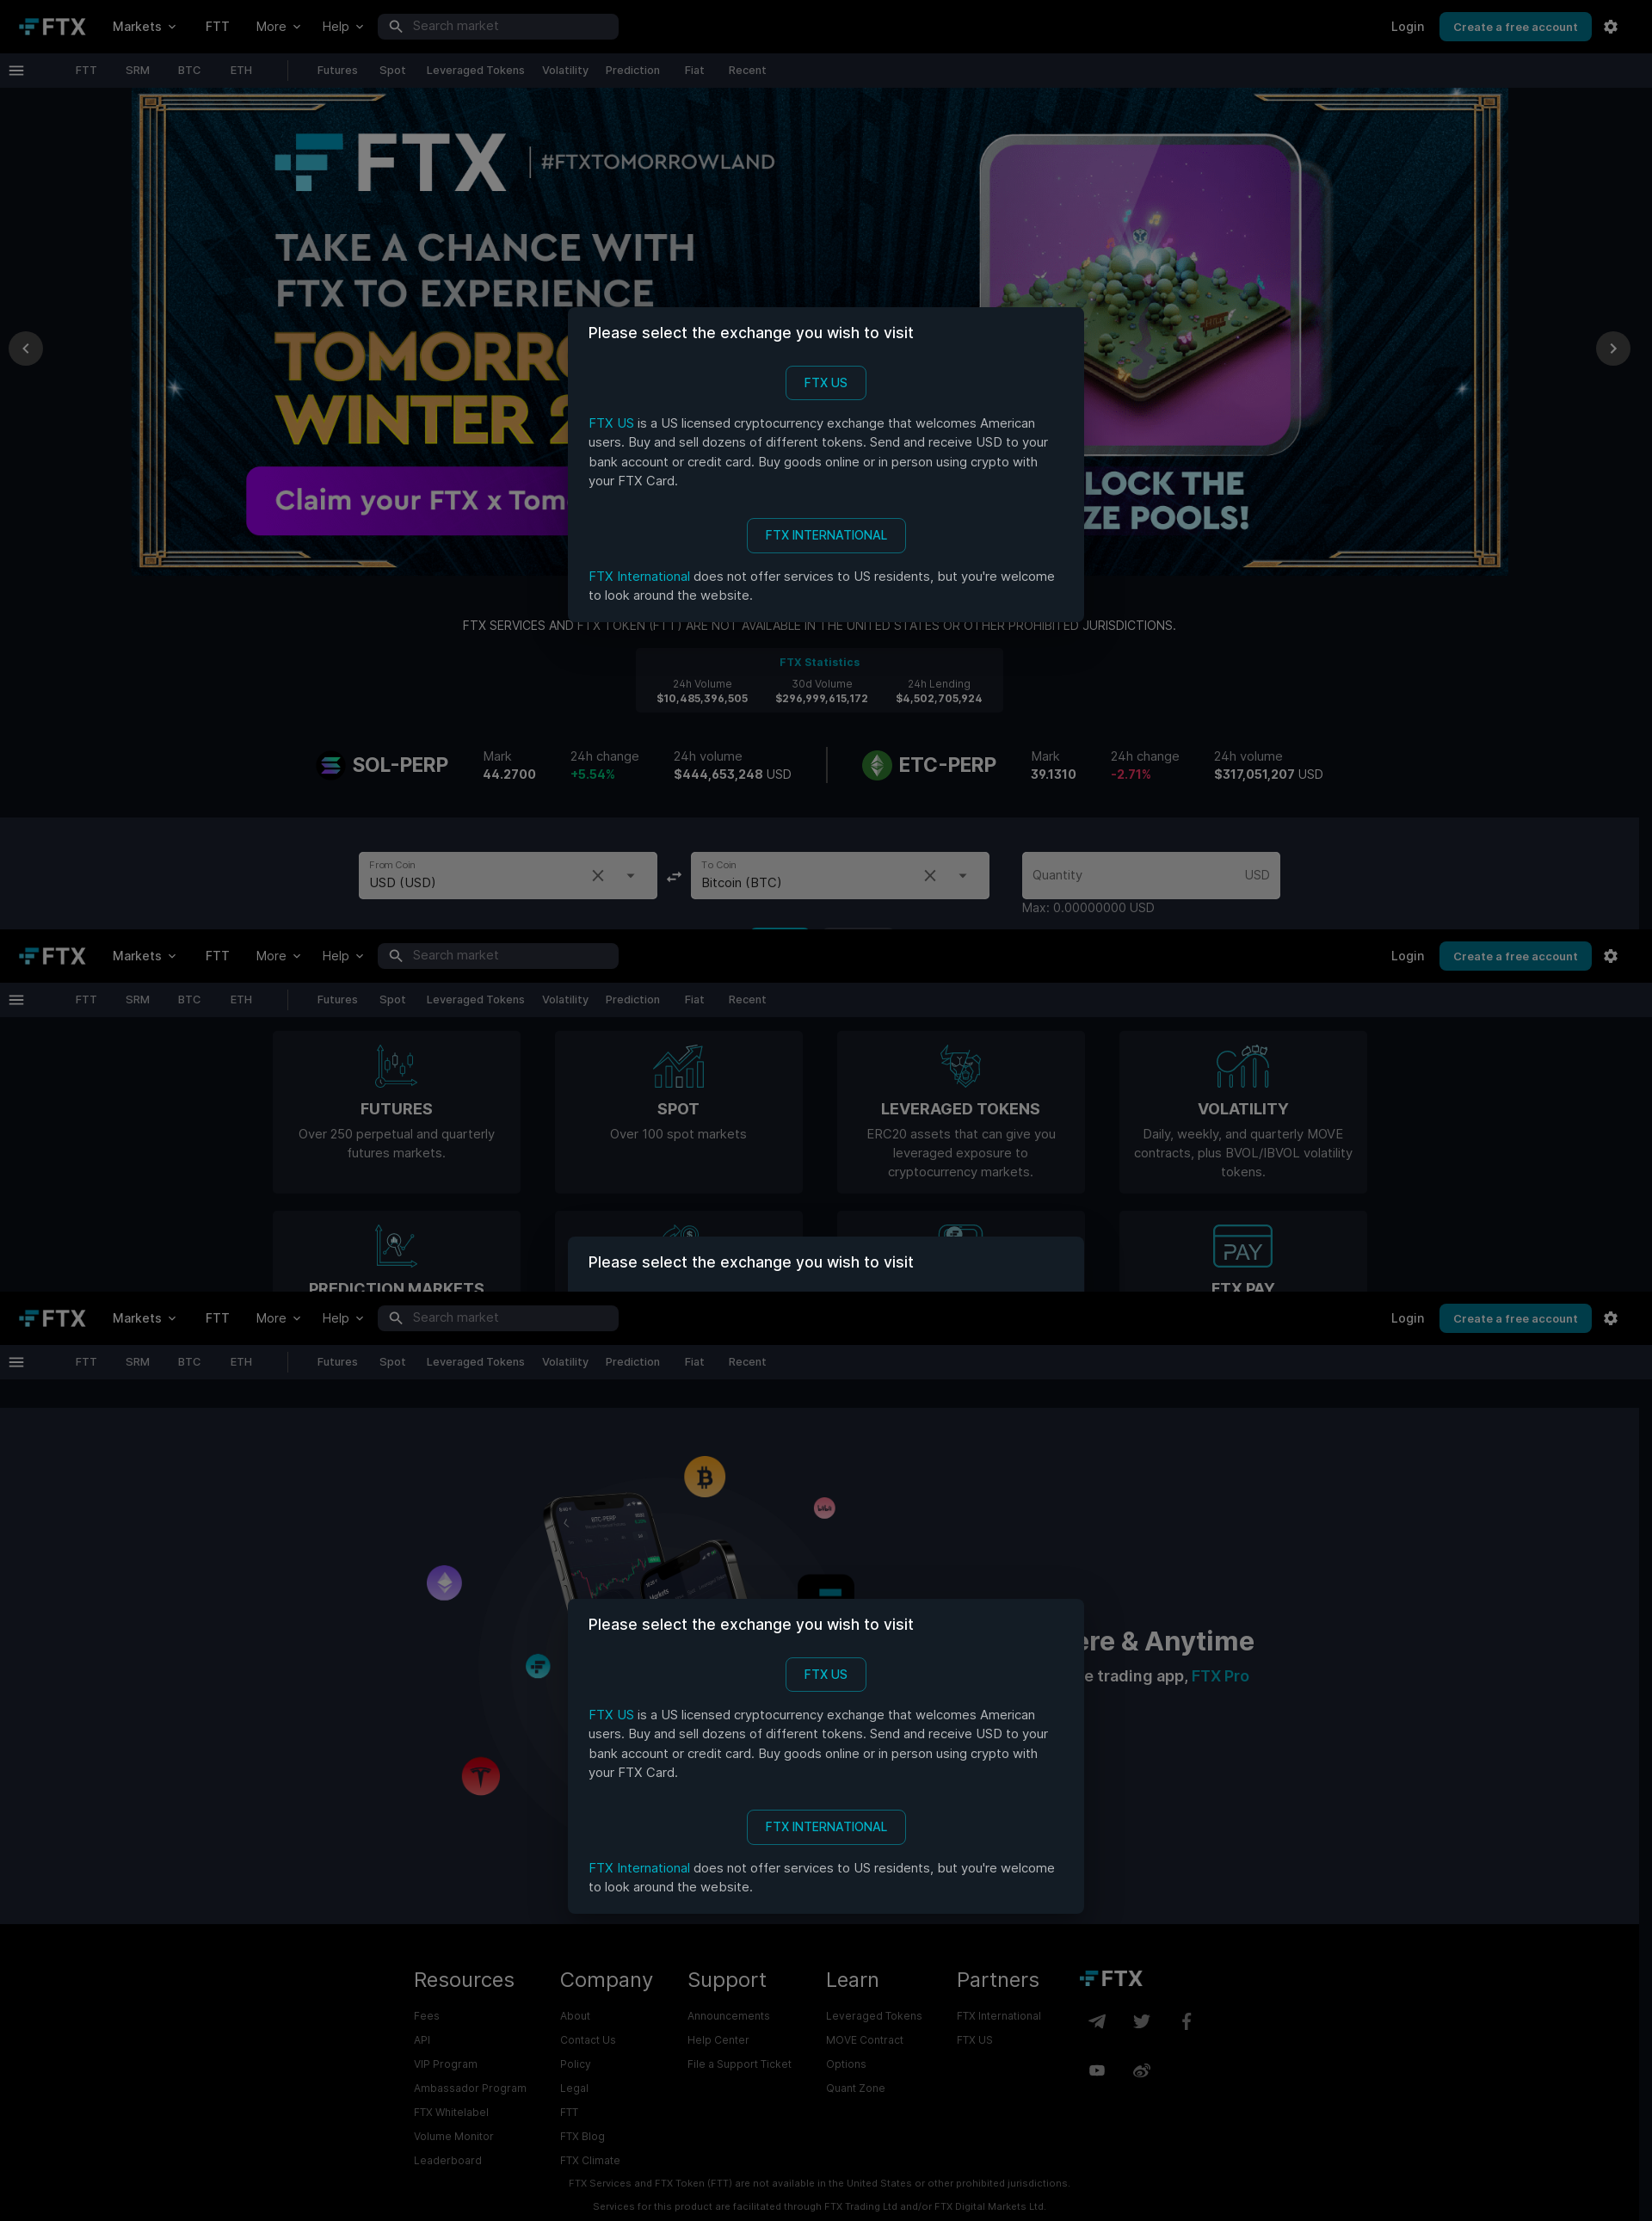 FTX Markets FTT More Help Search market Login Create a free account
FTT SRM BTC ETH Futures Spot Leveraged Tokens Volatility Prediction Fiat Recent
FTX #FTXTOMORROWLAND
TAKE A CHANCE WITH
FTX TO EXPERIENCE
WINTER
Claim your FTX x
Please select the exchange you wish to visit
FTX US
FTX US is a US licensed cryptocurrency exchange that welcomes American
users. Buy and sell dozens of different tokens. Send and receive USD to your
bank account or credit card. Buy goods online or in person using crypto with
your FTX Card.
FTX INTERNATIONAL
FTX International does not offer services to US residents, but you're welcome
to look around the website.
THE
POOLS!
FTX SERVICES AND FTX TOKEN (FTT) ARE NOT AVAILABLE IN THE UNITED STATES OR OTHER PROHIBITED JURISDICTIONS.
FTX Statistics
24h Volume 30d Volume 24h Lending
$10,485,396,505 $296,999,615,172 $4,502,705,924
SOL-PERP Mark 24h change 24h volume ETC-PERP Mark 24h change 24h volume
44.2700 +5.54% $444,653,248 USD 39.1310 -2.71% $317,051,207 USD
From Coin To Coin
USD (USD) Bitcoin (BTC) Quantity USD
Max: 0.00000000 USD
FTX Markets FTT More Help Search market Login Create a free account
FTT SRM BTC ETH Futures Spot Leveraged Tokens Volatility Prediction Fiat Recent
FUTURES
Over 250 perpetual and quarterly
futures markets.
SPOT
Over 100 spot markets
LEVERAGED TOKENS
ERC20 assets that can give you
leveraged exposure to
cryptocurrency markets.
VOLATILITY
Daily, weekly, and quarterly MOVE
contracts, plus BVOL/IBVOL volatility
tokens.
PREDICTION MARKETS
PAY
FTX PAY
Please select the exchange you wish to visit
FTX Markets FTT More Help Search market Login Create a free account
FTT SRM BTC ETH Futures Spot Leveraged Tokens Volatility Prediction Fiat Recent
BTC-PERP
Markets
& Anytime
trading app, FTX Pro
Please select the exchange you wish to visit
FTX US
FTX US is a US licensed cryptocurrency exchange that welcomes American
users. Buy and sell dozens of different tokens. Send and receive USD to your
bank account or credit card. Buy goods online or in person using crypto with
your FTX Card.
FTX INTERNATIONAL
FTX International does not offer services to US residents, but you're welcome
to look around the website.
Resources
Fees
API
VIP Program
Ambassador Program
FTX Whitelabel
Volume Monitor
Leaderboard
Company
About
Contact Us
Policy
Legal
FTT
FTX Blog
FTX Climate
Support
Announcements
Help Center
File a Support Ticket
Learn
Leveraged Tokens
MOVE Contract
Options
Quant Zone
Partners
FTX International
FTX US
FTX
FTX Services and FTX Token (FTT) are not available in the United States or other prohibited jurisdictions.
Services for this product are facilitated through FTX Trading Ltd and/or FTX Digital Markets Ltd.